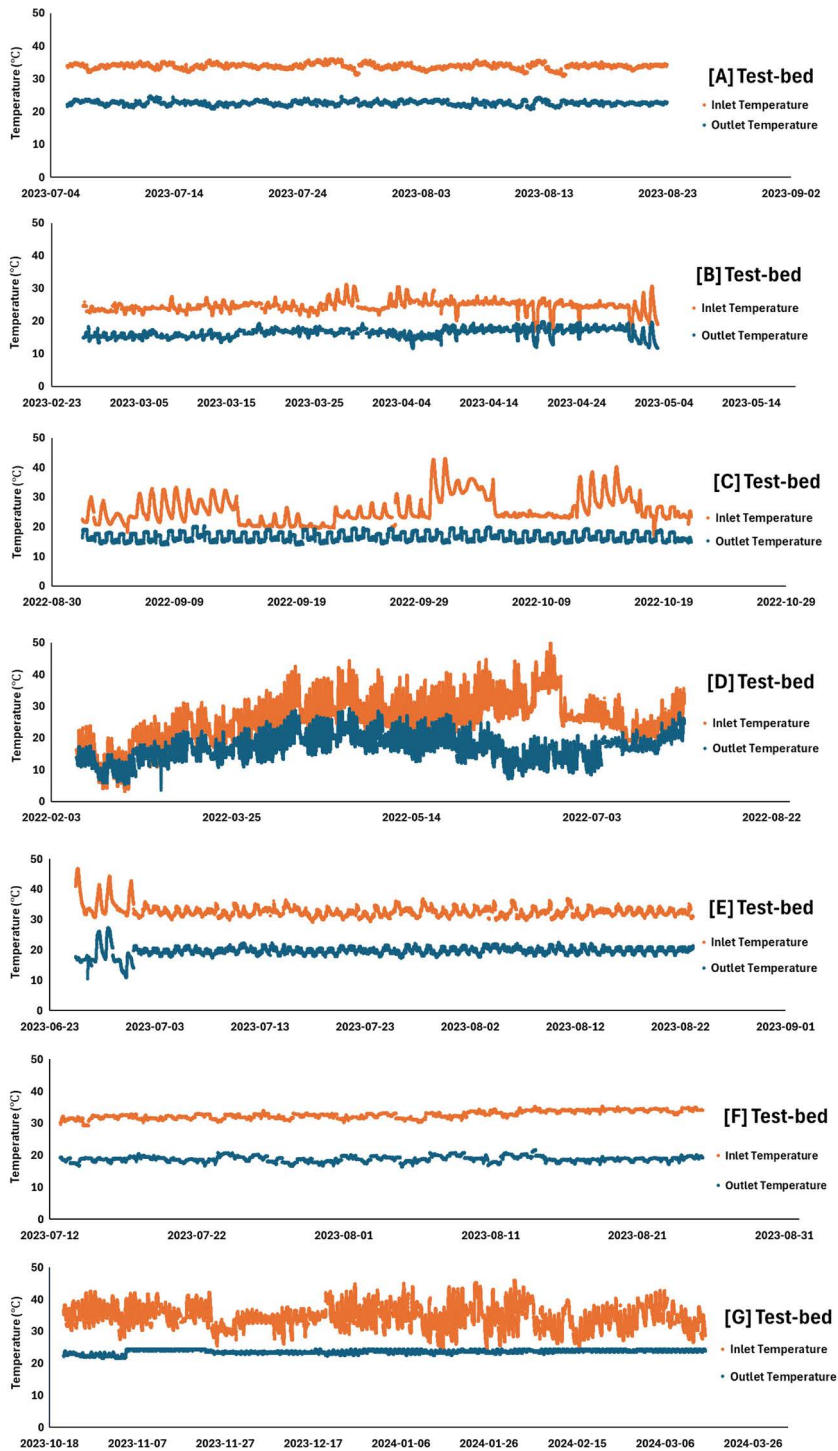 50
40
30
20
10
0
Temperature (°C)
[A] Test-bed
Inlet Temperature
Outlet Temperature
2023-07-04 2023-07-14 2023-07-24 2023-08-03 2023-08-13 2023-08-23 2023-09-02
50
40
30
20
10
0
Temperature (°C)
[B] Test-bed
Inlet Temperature
Outlet Temperature
2023-02-23 2023-03-05 2023-03-15 2023-03-25 2023-04-04 2023-04-14 2023-04-24 2023-05-04 2023-05-14
50
40
30
20
10
0
Temperature (°C)
[C] Test-bed
Inlet Temperature
Outlet Temperature
2022-08-30 2022-09-09 2022-09-19 2022-09-29 2022-10-09 2022-10-19 2022-10-29
50
40
30
20
10
0
Temperature (°C)
[D] Test-bed
Inlet Temperature
Outlet Temperature
2022-02-03 2022-03-25 2022-05-14 2022-07-03 2022-08-22
50
40
30
20
10
0
Temperature (°C)
[E] Test-bed
Inlet Temperature
Outlet Temperature
2023-06-23 2023-07-03 2023-07-13 2023-07-23 2023-08-02 2023-08-12 2023-08-22 2023-09-01
50
40
30
20
10
0
Temperature (°C)
[F] Test-bed
Inlet Temperature
Outlet Temperature
2023-07-12 2023-07-22 2023-08-01 2023-08-11 2023-08-21 2023-08-31
50
40
30
20
10
0
Temperature (°C)
[G] Test-bed
Inlet Temperature
Outlet Temperature
2023-10-18 2023-11-07 2023-11-27 2023-12-17 2024-01-06 2024-01-26 2024-02-15 2024-03-06 2024-03-26